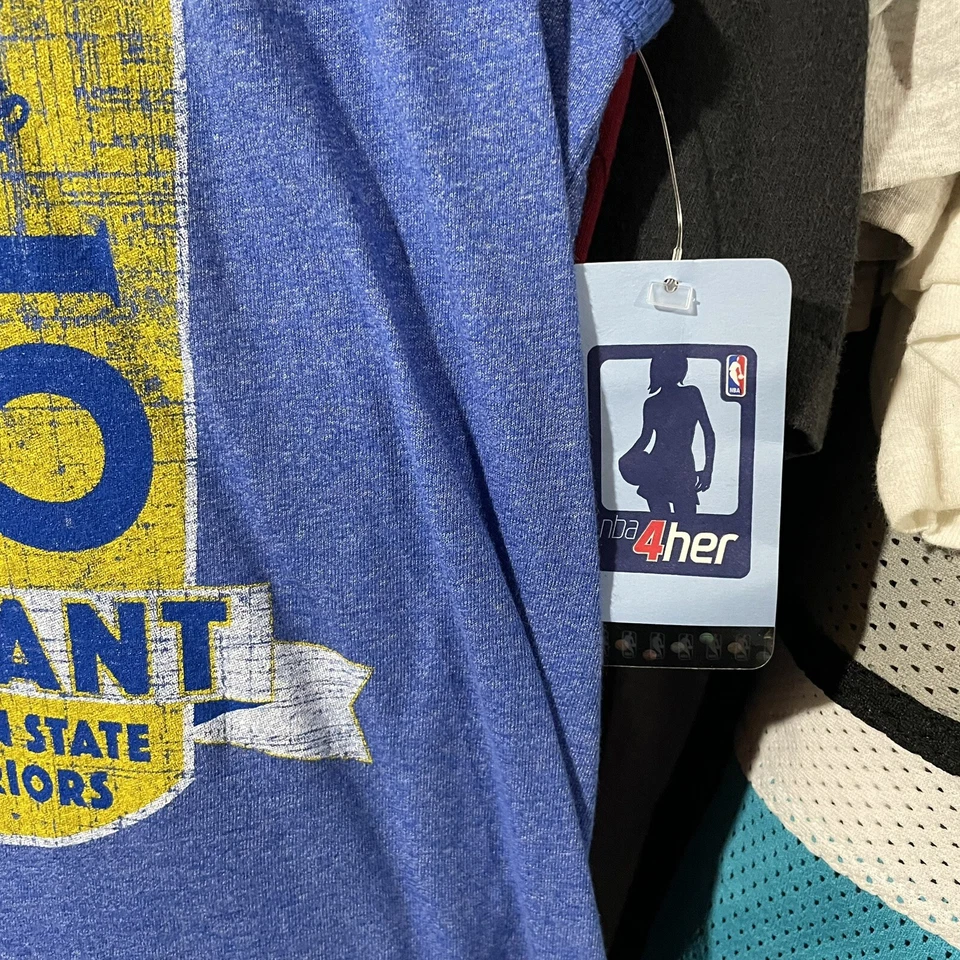 ANT
N STATE
RIORS
NBA
nba4her